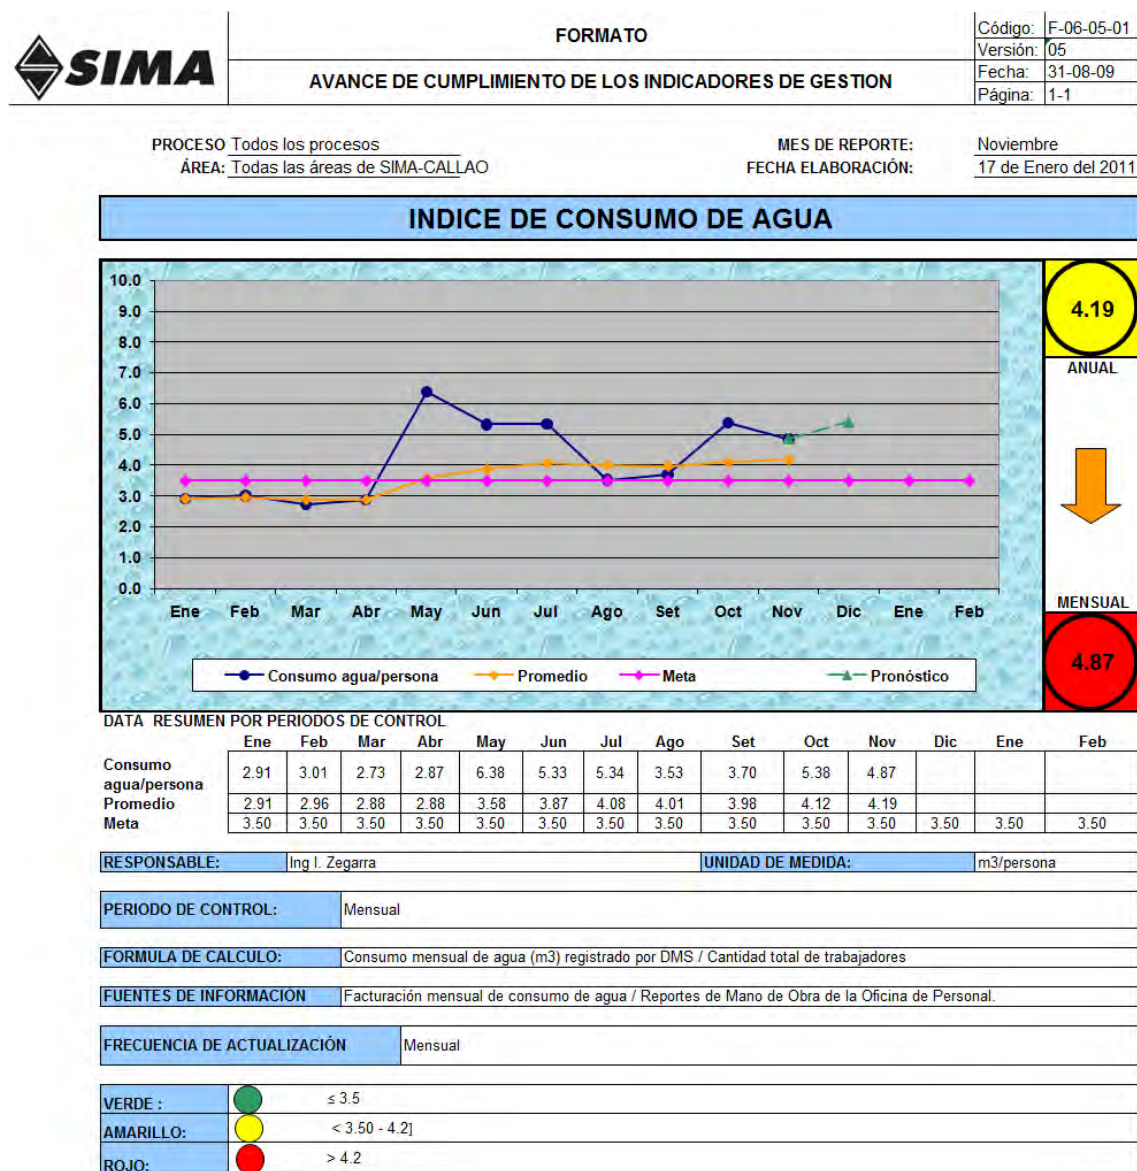 SIMA
FORMATO
AVANCE DE CUMPLIMIENTO DE LOS INDICADORES DE GESTION
Código: F-06-05-01
Versión: 05
Fecha: 31-08-09
Página: 1-1
PROCESO Todos los procesos
MES DE REPORTE: Noviembre
ÁREA: Todas las áreas de SIMA-CALLAO
FECHA ELABORACIÓN: 17 de Enero del 2011
INDICE DE CONSUMO DE AGUA
10.0
9.0
8.0
7.0
6.0
5.0
4.0
3.0
2.0
1.0
0.0
Ene Feb Mar Abr May Jun Jul Ago Set Oct Nov Dic Ene Feb
Consumo agua/persona Promedio Meta Pronóstico
4.19
ANUAL
MENSUAL
4.87
DATA RESUMEN POR PERIODOS DE CONTROL
Ene Feb Mar Abr May Jun Jul Ago Set Oct Nov Dic Ene Feb
Consumo agua/persona 2.91 3.01 2.73 2.87 6.38 5.33 5.34 3.53 3.70 5.38 4.87
Promedio 2.91 2.96 2.88 2.88 3.58 3.87 4.08 4.01 3.98 4.12 4.19
Meta 3.50 3.50 3.50 3.50 3.50 3.50 3.50 3.50 3.50 3.50 3.50 3.50 3.50 3.50
RESPONSABLE: Ing I. Zegarra UNIDAD DE MEDIDA: m3/persona
PERIODO DE CONTROL: Mensual
FORMULA DE CALCULO: Consumo mensual de agua (m3) registrado por DMS / Cantidad total de trabajadores
FUENTES DE INFORMACIÓN Facturación mensual de consumo de agua / Reportes de Mano de Obra de la Oficina de Personal.
FRECUENCIA DE ACTUALIZACIÓN Mensual
VERDE : ≤ 3.5
AMARILLO: < 3.50 - 4.2]
ROJO: > 4.2